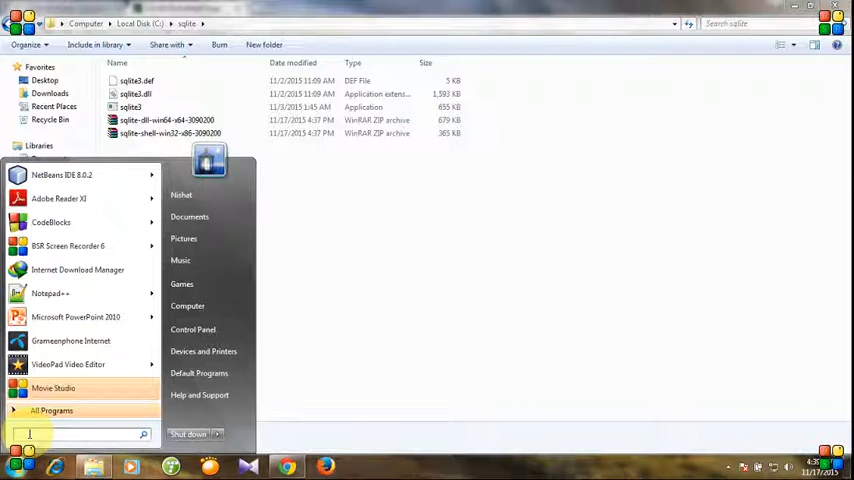 Computer ▸ Local Disk (C:) ▸ sqlite ▸
Search sqlite
Organize Include in library Share with Burn New folder
Name Date modified Type Size
Favorites
Desktop
Downloads
Recent Places
Recycle Bin
Libraries
sqlite3.def 11/2/2015 11:09 AM DEF File 5 KB
sqlite3.dll 11/2/2015 11:09 AM Application extens... 1,593 KB
sqlite3 11/3/2015 1:45 AM Application 655 KB
sqlite-dll-win64-x64-3090200 11/17/2015 4:37 PM WinRAR ZIP archive 679 KB
sqlite-shell-win32-x86-3090200 11/17/2015 4:37 PM WinRAR ZIP archive 365 KB
NetBeans IDE 8.0.2
Adobe Reader XI
CodeBlocks
BSR Screen Recorder 6
Internet Download Manager
Notepad++
Microsoft PowerPoint 2010
Grameenphone Internet
VideoPad Video Editor
Movie Studio
All Programs
Nishat
Documents
Pictures
Music
Games
Computer
Control Panel
Devices and Printers
Default Programs
Help and Support
Shut down
11/17/2015